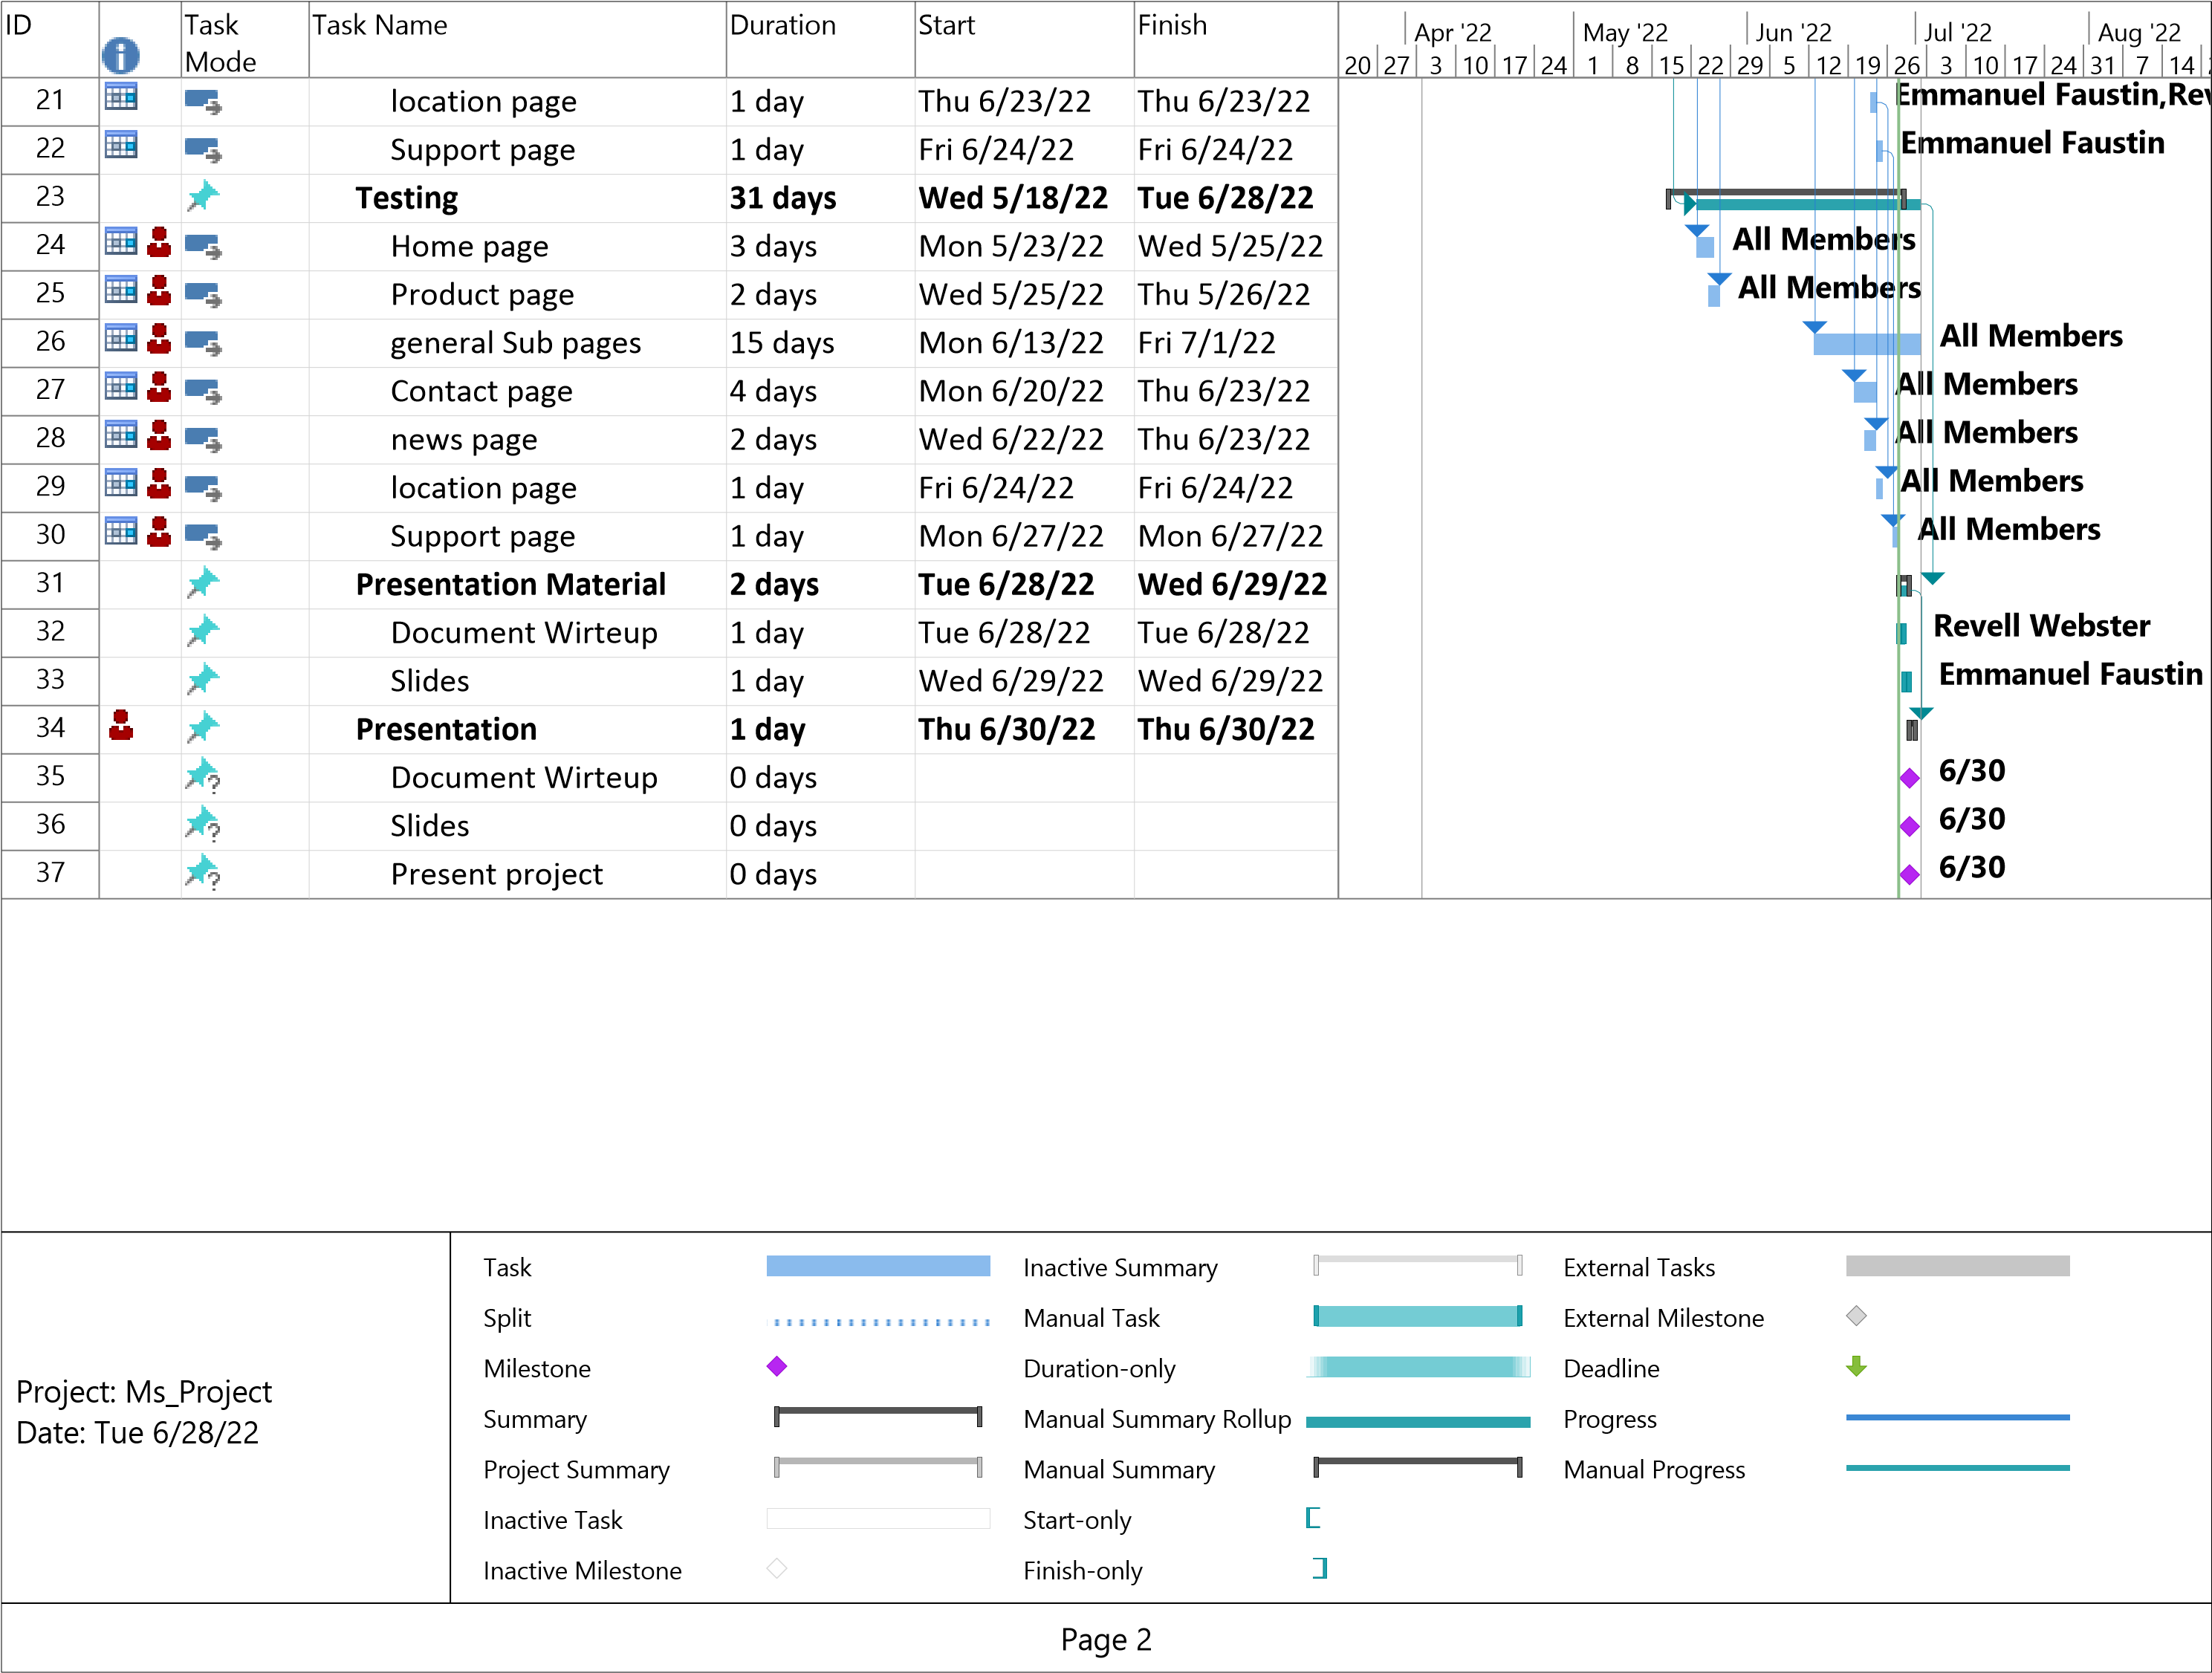 ID Task Mode Task Name Duration Start Finish
Apr '22 May '22 Jun '22 Jul '22 Aug '22
20 27 3 10 17 24 1 8 15 22 29 5 12 19 26 3 10 17 24 31 7 14
21 location page 1 day Thu 6/23/22 Thu 6/23/22 Emmanuel Faustin,Rev
22 Support page 1 day Fri 6/24/22 Fri 6/24/22 Emmanuel Faustin
23 Testing 31 days Wed 5/18/22 Tue 6/28/22
24 Home page 3 days Mon 5/23/22 Wed 5/25/22 All Members
25 Product page 2 days Wed 5/25/22 Thu 5/26/22 All Members
26 general Sub pages 15 days Mon 6/13/22 Fri 7/1/22 All Members
27 Contact page 4 days Mon 6/20/22 Thu 6/23/22 All Members
28 news page 2 days Wed 6/22/22 Thu 6/23/22 All Members
29 location page 1 day Fri 6/24/22 Fri 6/24/22 All Members
30 Support page 1 day Mon 6/27/22 Mon 6/27/22 All Members
31 Presentation Material 2 days Tue 6/28/22 Wed 6/29/22
32 Document Wirteup 1 day Tue 6/28/22 Tue 6/28/22 Revell Webster
33 Slides 1 day Wed 6/29/22 Wed 6/29/22 Emmanuel Faustin
34 Presentation 1 day Thu 6/30/22 Thu 6/30/22
35 Document Wirteup 0 days 6/30
36 Slides 0 days 6/30
37 Present project 0 days 6/30
Project: Ms_Project
Date: Tue 6/28/22
Task
Split
Milestone
Summary
Project Summary
Inactive Task
Inactive Milestone
Inactive Summary
Manual Task
Duration-only
Manual Summary Rollup
Manual Summary
Start-only
Finish-only
External Tasks
External Milestone
Deadline
Progress
Manual Progress
Page 2